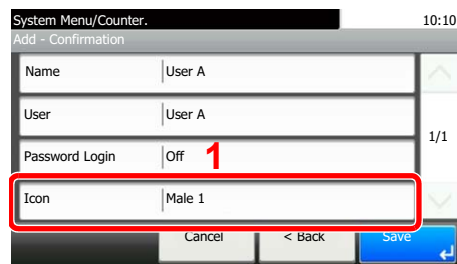 System Menu/Counter. 10:10
Add - Confirmation
Name User A
User User A
1/1
Password Login Off 1
Icon Male 1
Cancel < Back Save